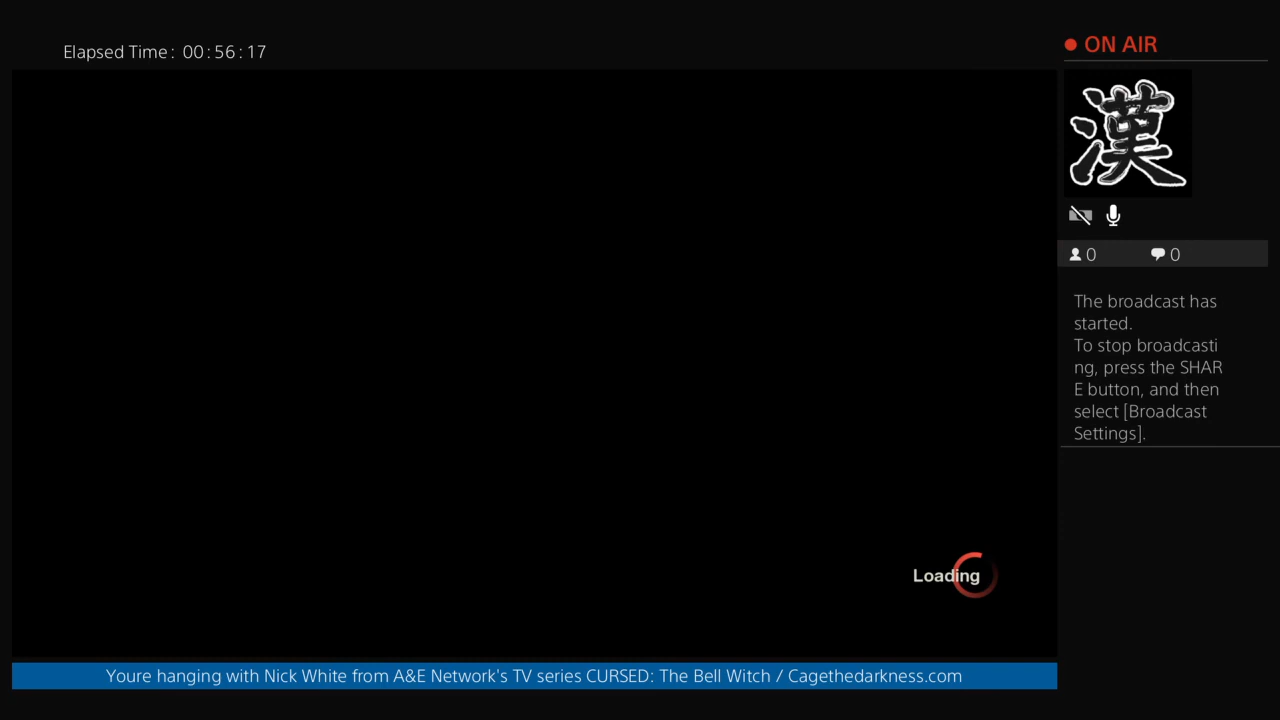 Elapsed Time: 00:56:17
ON AIR
漢
0 0
The broadcast has
started.
To stop broadcasti
ng, press the SHAR
E button, and then
select [Broadcast
Settings].
Loading
Youre hanging with Nick White from A&E Network's TV series CURSED: The Bell Witch / Cagethedarkness.com